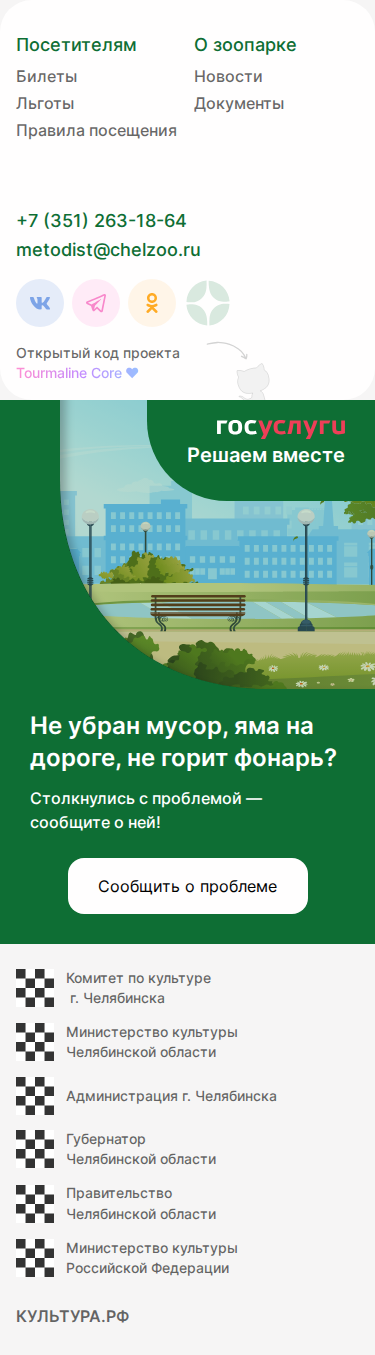 Посетителям
Билеты
Льготы
Правила посещения
О зоопарке
Новости
Документы
+7 (351) 263-18-64
metodist@chelzoo.ru
Открытый код проекта
Tourmaline Core
госуслуги
Решаем вместе
Не убран мусор, яма на
дороге, не горит фонарь?
Столкнулись с проблемой —
сообщите о ней!
Сообщить о проблеме
Комитет по культуре
г. Челябинска
Министерство культуры
Челябинской области
Администрация г. Челябинска
Губернатор
Челябинской области
Правительство
Челябинской области
Министерство культуры
Российской Федерации
КУЛЬТУРА.РФ